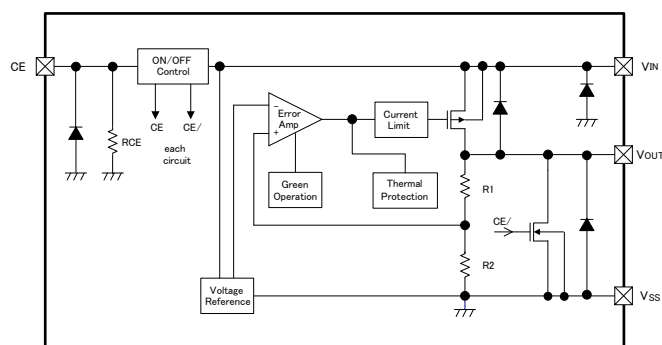 CE
ON/OFF
Control
VIN
CE
CE/
each
circuit
RCE
−
Error
Amp
+
Current
Limit
Green
Operation
Thermal
Protection
R1
VOUT
CE/
R2
Voltage
Reference
VSS